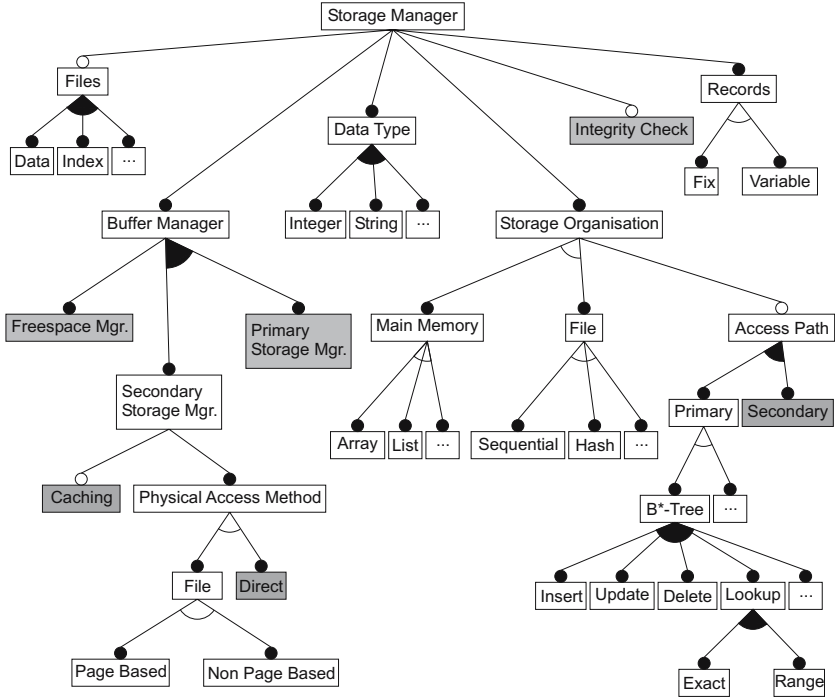 Storage Manager
Files
Records
Data Type
Integrity Check
Data
Index
...
Fix
Variable
Buffer Manager
Integer
String
...
Storage Organisation
Freespace Mgr.
Primary
Storage Mgr.
Main Memory
File
Access Path
Secondary
Storage Mgr.
Array
List
...
Sequential
Hash
...
Primary
Secondary
Caching
Physical Access Method
B*-Tree
...
File
Direct
Insert
Update
Delete
Lookup
...
Page Based
Non Page Based
Exact
Range